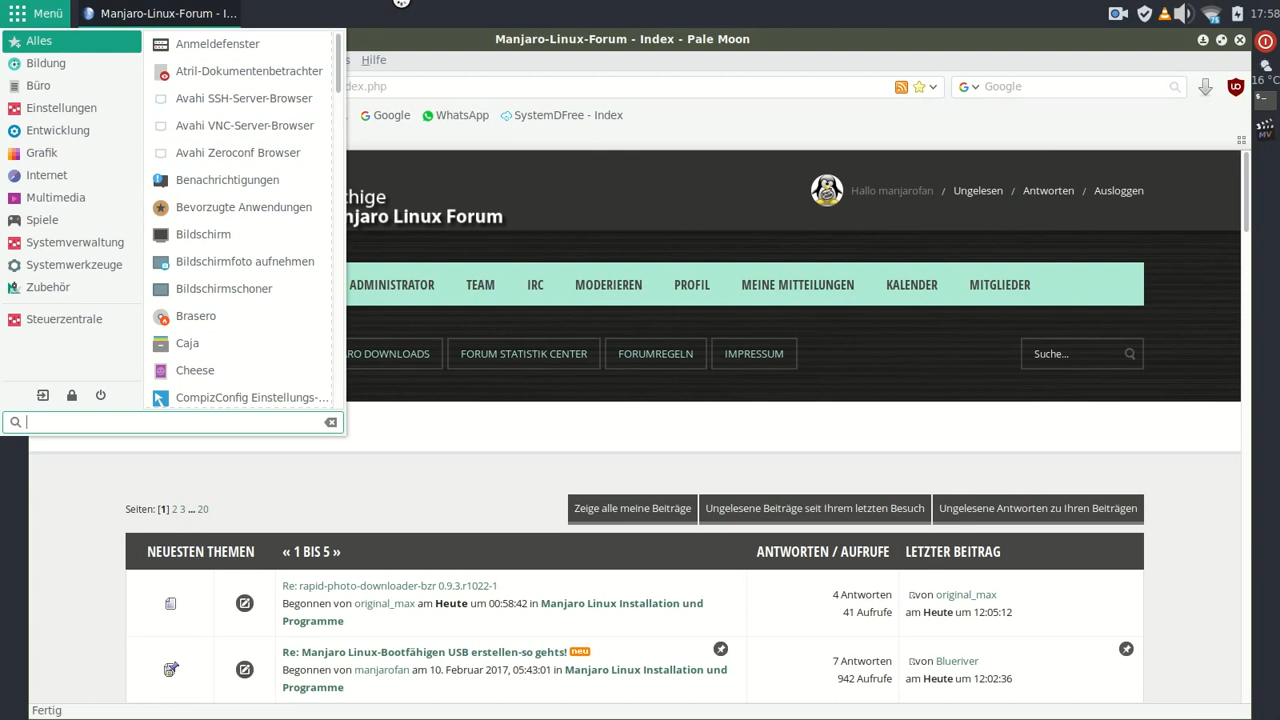 Menü
Manjaro-Linux-Forum - I...
75
17:58
Alles
Bildung
Büro
Einstellungen
Entwicklung
Grafik
Internet
Multimedia
Spiele
Systemverwaltung
Systemwerkzeuge
Zubehör
Steuerzentrale
Anmeldefenster
Atril-Dokumentenbetrachter
Avahi SSH-Server-Browser
Avahi VNC-Server-Browser
Avahi Zeroconf Browser
Benachrichtigungen
Bevorzugte Anwendungen
Bildschirm
Bildschirmfoto aufnehmen
Bildschirmschoner
Brasero
Caja
Cheese
CompizConfig Einstellungs-...
Manjaro-Linux-Forum - Index - Pale Moon
s Hilfe
dex.php
Google
16 °C
Google
WhatsApp
SystemDFree - Index
MV
hige
njaro Linux Forum
Hallo manjarofan / Ungelesen / Antworten / Ausloggen
ADMINISTRATOR TEAM IRC MODERIEREN PROFIL MEINE MITTEILUNGEN KALENDER MITGLIEDER
RO DOWNLOADS FORUM STATISTIK CENTER FORUMREGELN IMPRESSUM Suche...
Seiten: [1] 2 3 ... 20
Zeige alle meine Beiträge Ungelesene Beiträge seit Ihrem letzten Besuch Ungelesene Antworten zu Ihren Beiträgen
NEUESTEN THEMEN « 1 BIS 5 » ANTWORTEN / AUFRUFE LETZTER BEITRAG
Re: rapid-photo-downloader-bzr 0.9.3.r1022-1
Begonnen von original_max am Heute um 00:58:42 in Manjaro Linux Installation und
Programme
4 Antworten
41 Aufrufe
von original_max
am Heute um 12:05:12
Re: Manjaro Linux-Bootfähigen USB erstellen-so gehts! neu
Begonnen von manjarofan am 10. Februar 2017, 05:43:01 in Manjaro Linux Installation und
Programme
7 Antworten
942 Aufrufe
von Blueriver
am Heute um 12:02:36
Fertig